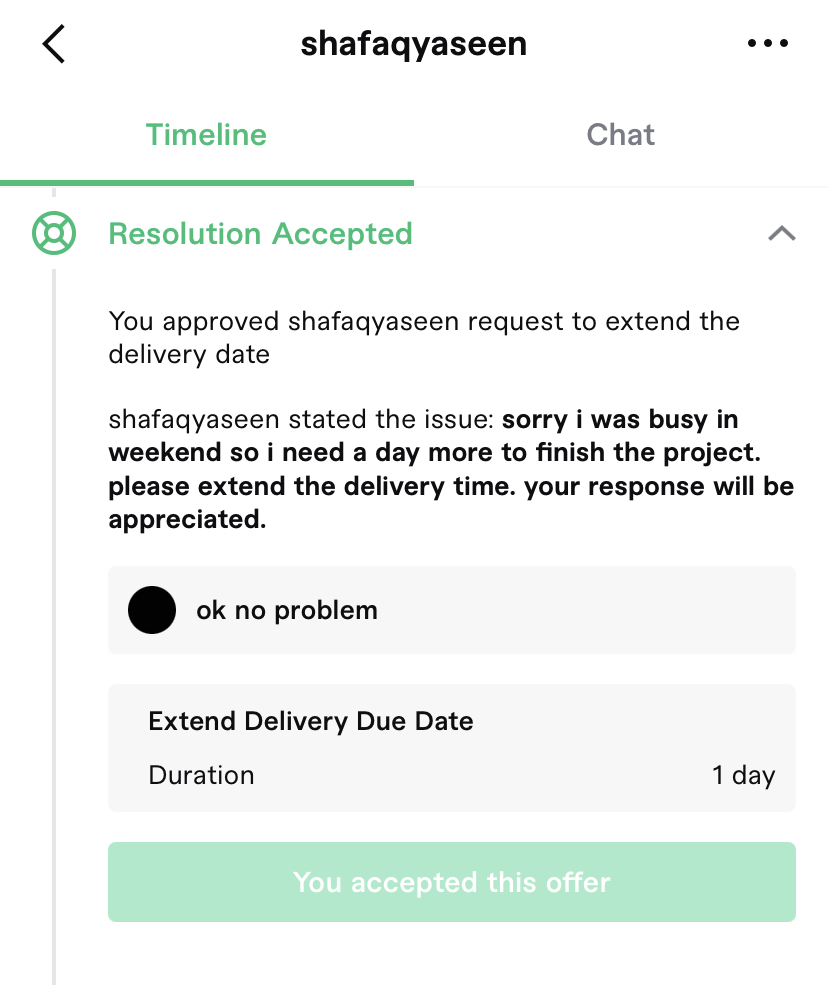 shafaqyaseen
Timeline
Chat
Resolution Accepted
You approved shafaqyaseen request to extend the
delivery date
shafaqyaseen stated the issue: sorry i was busy in
weekend so i need a day more to finish the project.
please extend the delivery time. your response will be
appreciated.
ok no problem
Extend Delivery Due Date
Duration 1 day
You accepted this offer